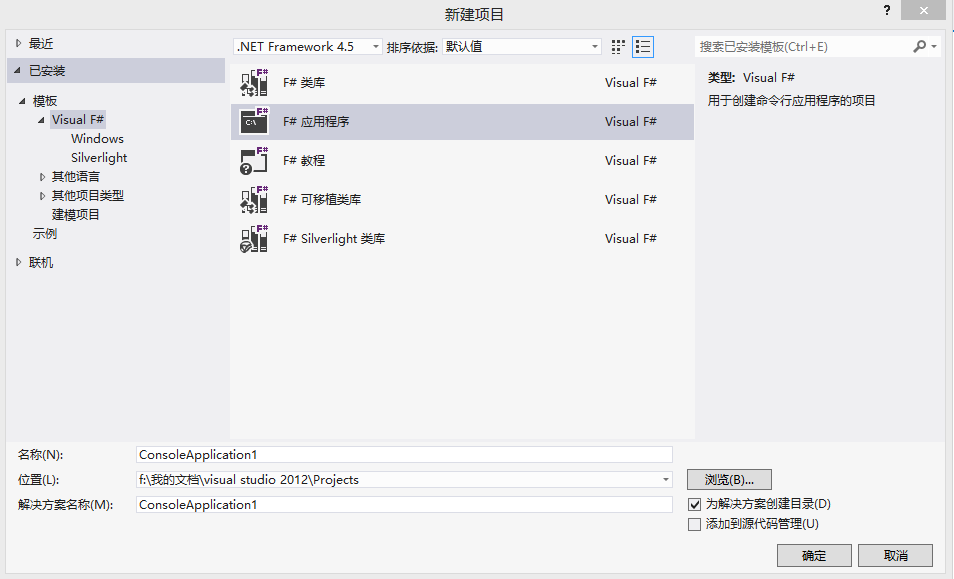 新建项目
?
最近
已安装
模板
Visual F#
Windows
Silverlight
其他语言
其他项目类型
建模项目
示例
联机
.NET Framework 4.5 排序依据: 默认值
F# 类库 Visual F#
F# 应用程序 Visual F#
F# 教程 Visual F#
F# 可移植类库 Visual F#
F# Silverlight 类库 Visual F#
搜索已安装模板(Ctrl+E)
类型: Visual F#
用于创建命令行应用程序的项目
名称(N): ConsoleApplication1
位置(L): f:\我的文档\visual studio 2012\Projects 浏览(B)...
解决方案名称(M): ConsoleApplication1
为解决方案创建目录(D)
添加到源代码管理(U)
确定 取消